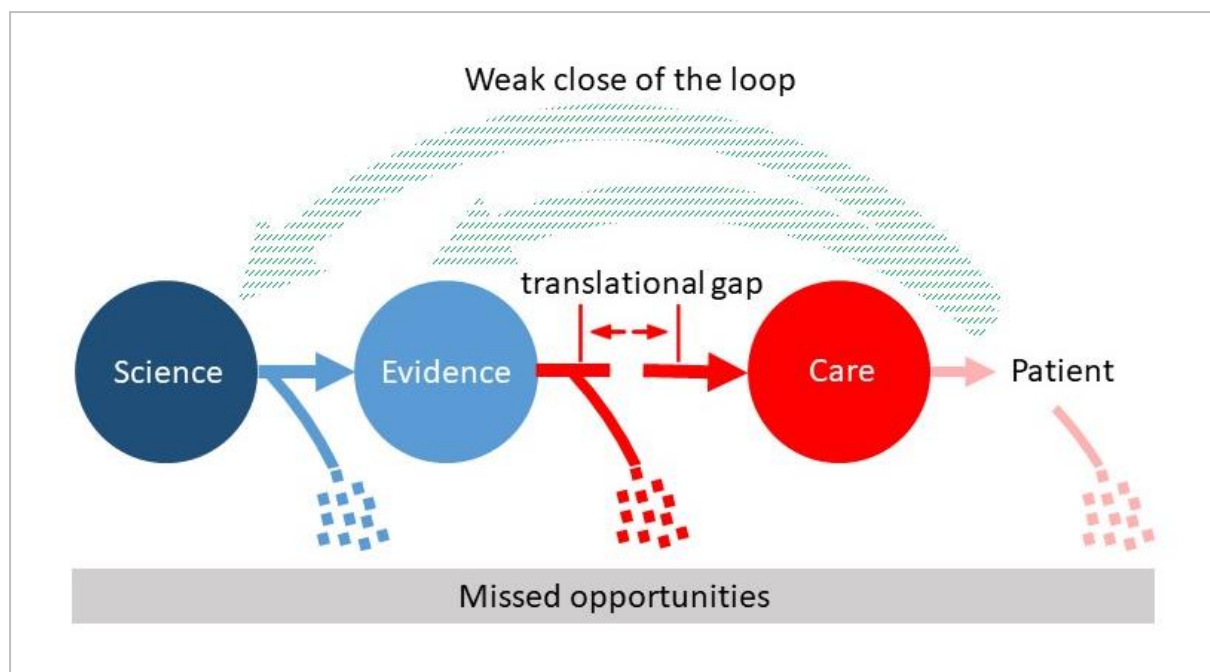 Weak close of the loop
translational gap
Science
Evidence
Care
Patient
Missed opportunities